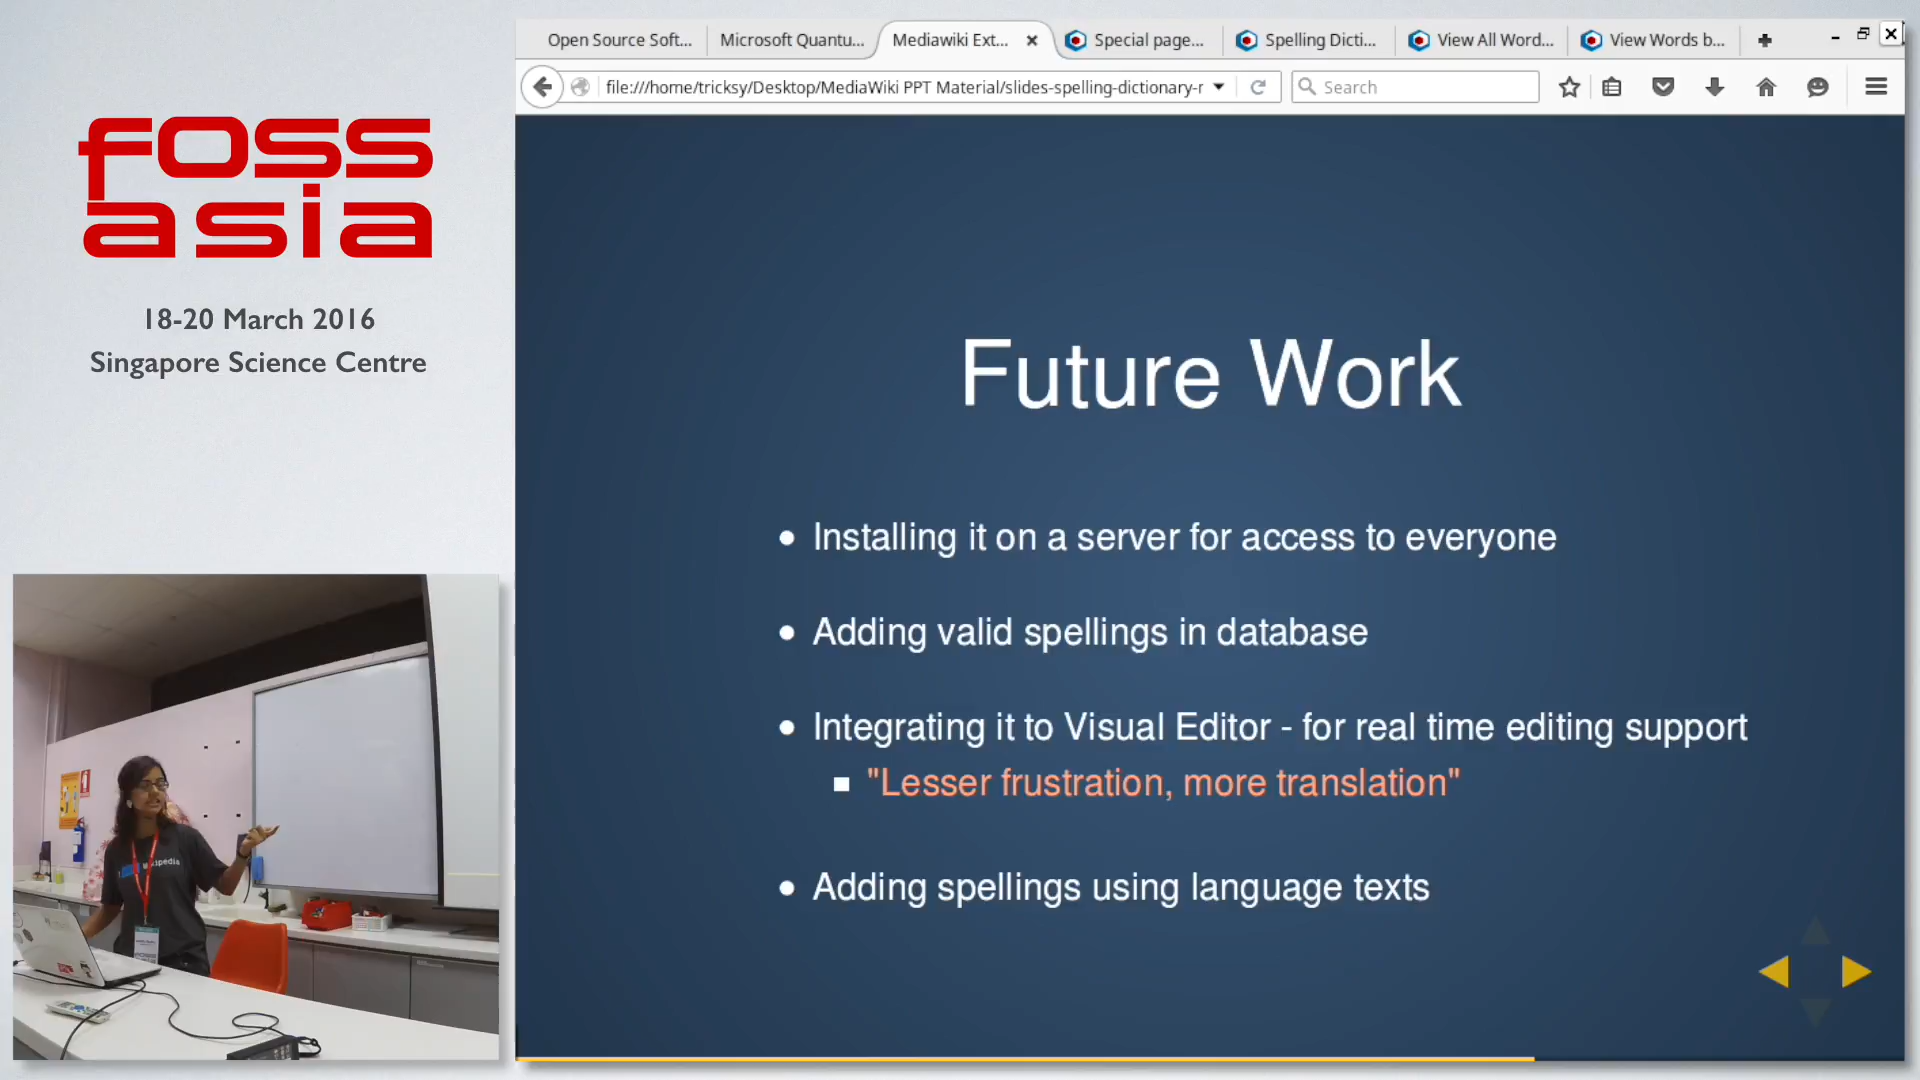 foss
asia
18-20 March 2016
Singapore Science Centre
Open Source Soft...
Microsoft Quantu...
Mediawiki Ext...
Special page...
Spelling Dicti...
View All Word...
View Words b...
file:///home/tricksy/Desktop/MediaWiki PPT Material/slides-spelling-dictionary-r
Search
Future Work
• Installing it on a server for access to everyone
• Adding valid spellings in database
• Integrating it to Visual Editor - for real time editing support
"Lesser frustration, more translation"
• Adding spellings using language texts
Wikipedia